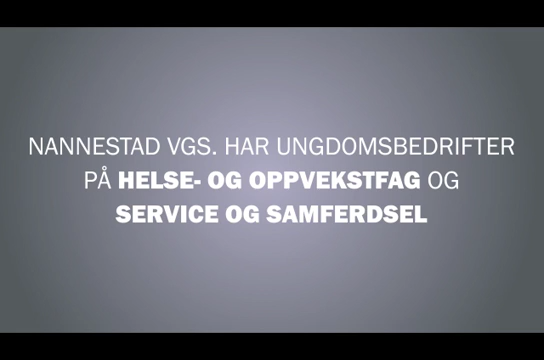 NANNESTAD VGS. HAR UNGDOMSBEDRIFTER
PÅ HELSE- OG OPPVEKSTFAG OG
SERVICE OG SAMFERDSEL